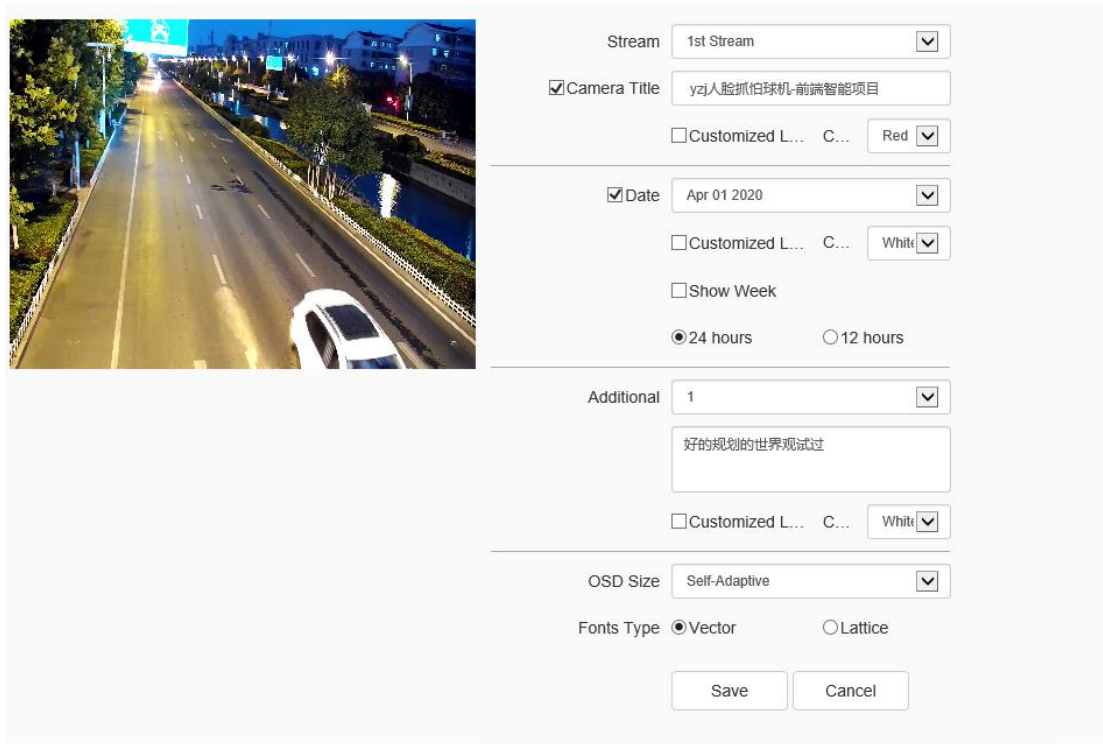 Stream 1st Stream
Camera Title yzj人脸抓怕球机-前端智能项目
Customized L... C... Red
Date Apr 01 2020
Customized L... C... White
Show Week
24 hours 12 hours
Additional 1
好的规划的世界观试过
Customized L... C... White
OSD Size Self-Adaptive
Fonts Type Vector Lattice
Save Cancel